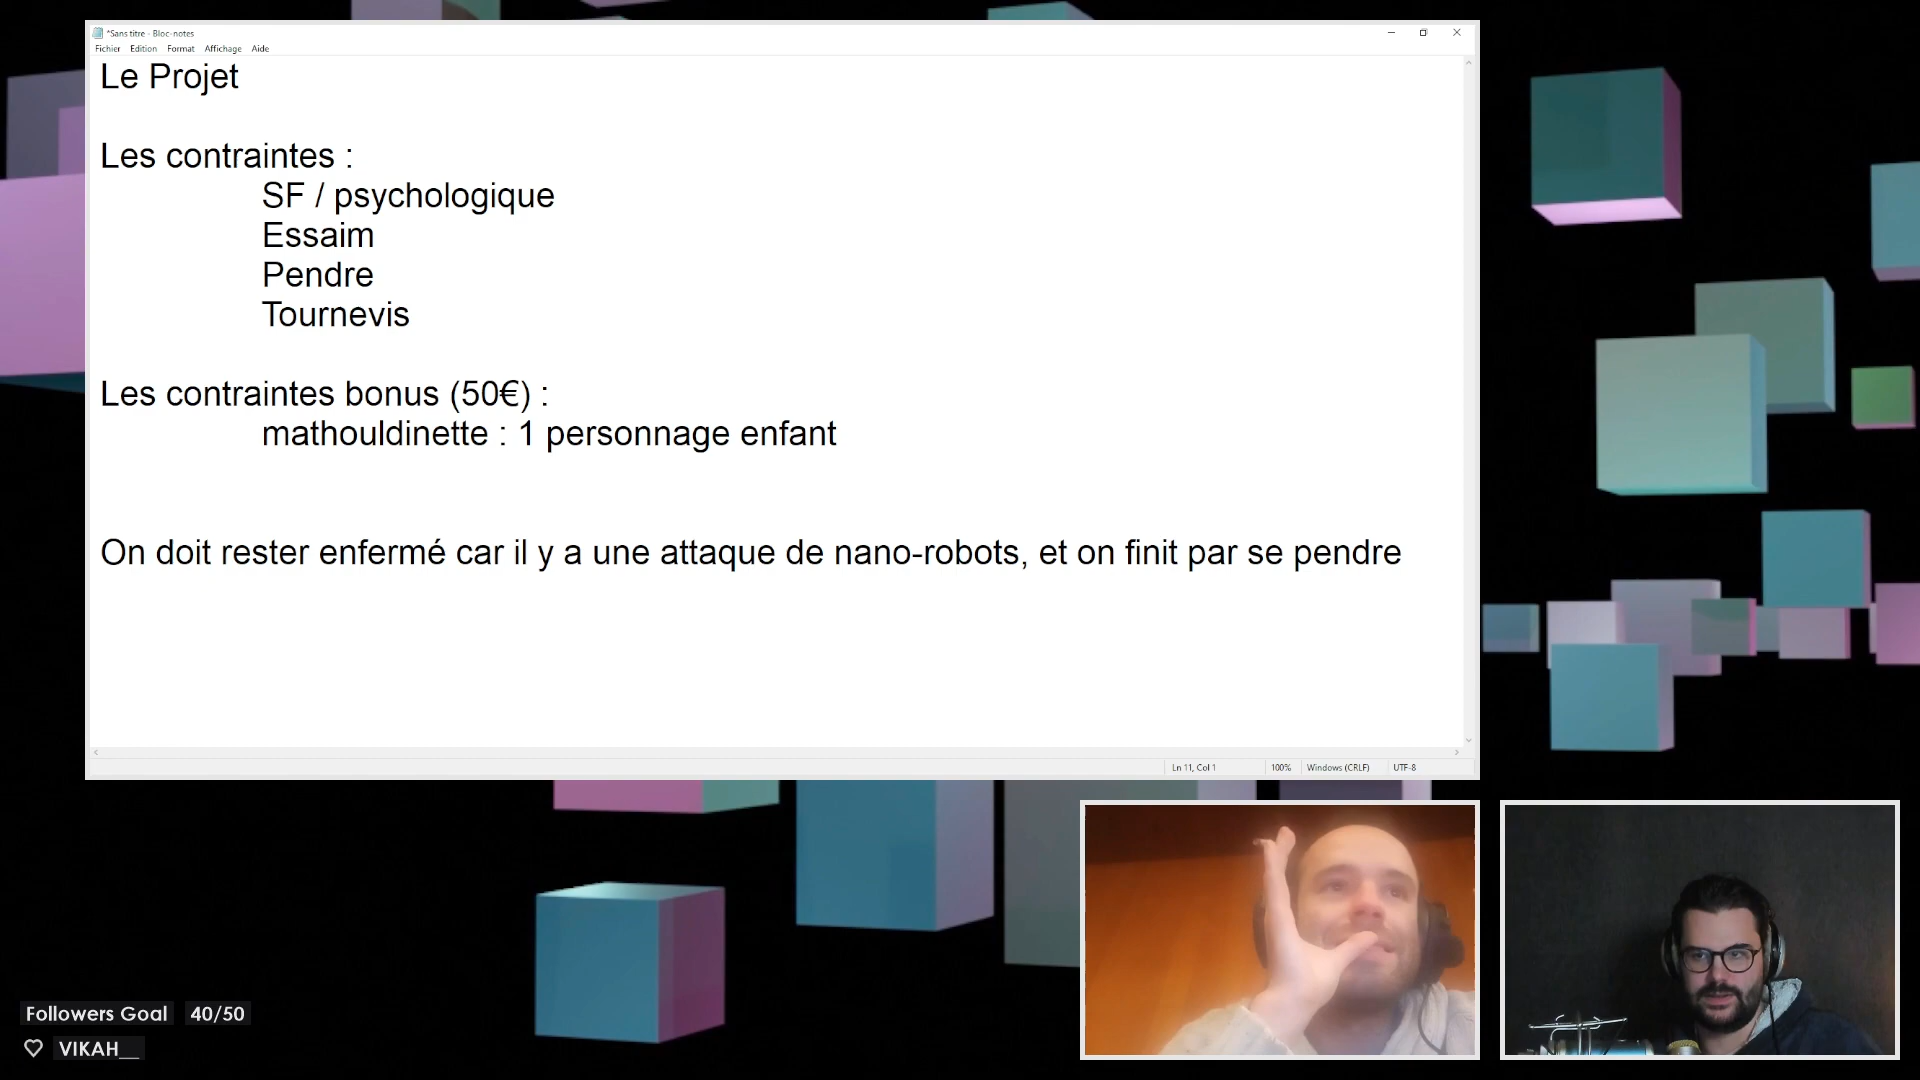 *Sans titre - Bloc-notes
Fichier Edition Format Affichage Aide
Le Projet
Les contraintes :
SF / psychologique
Essaim
Pendre
Tournevis
Les contraintes bonus (50€) :
mathouldinette : 1 personnage enfant
On doit rester enfermé car il y a une attaque de nano-robots, et on finit par se pendre
Ln 11, Col 1 100% Windows (CRLF) UTF-8
Followers Goal 40/50
VIKAH__